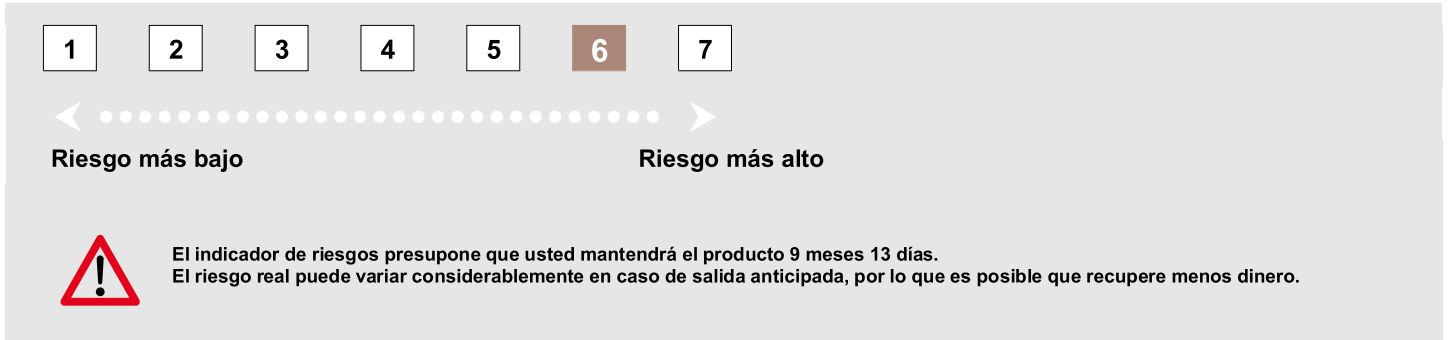 1 2 3 4 5 6 7
Riesgo más bajo Riesgo más alto
El indicador de riesgos presupone que usted mantendrá el producto 9 meses 13 días.
El riesgo real puede variar considerablemente en caso de salida anticipada, por lo que es posible que recupere menos dinero.